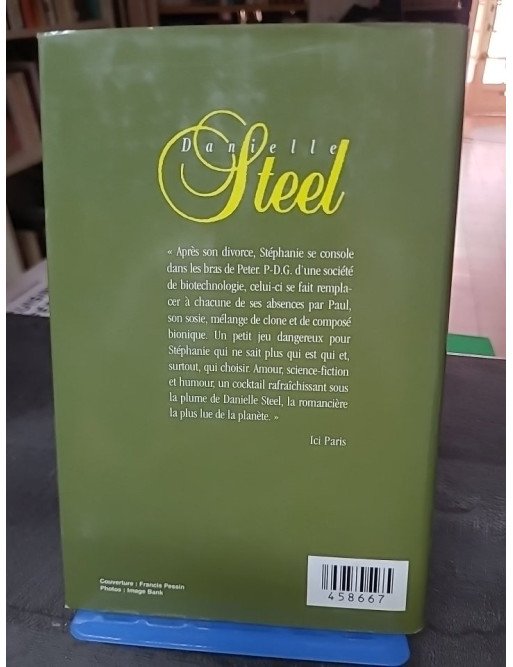 Danielle
Steel
« Après son divorce, Stéphanie se console
dans les bras de Peter. P-D.G. d'une société
de biotechnologie, celui-ci se fait rempla-
cer à chacune de ses absences par Paul,
son sosie, mélange de clone et de composé
bionique. Un petit jeu dangereux pour
Stéphanie qui ne sait plus qui est qui et,
surtout, qui choisir. Amour, science-fiction
et humour, un cocktail rafraîchissant sous
la plume de Danielle Steel, la romancière
la plus lue de la planète. »
Ici Paris
Couverture : Francis Pessin
Photos : Image Bank
458667